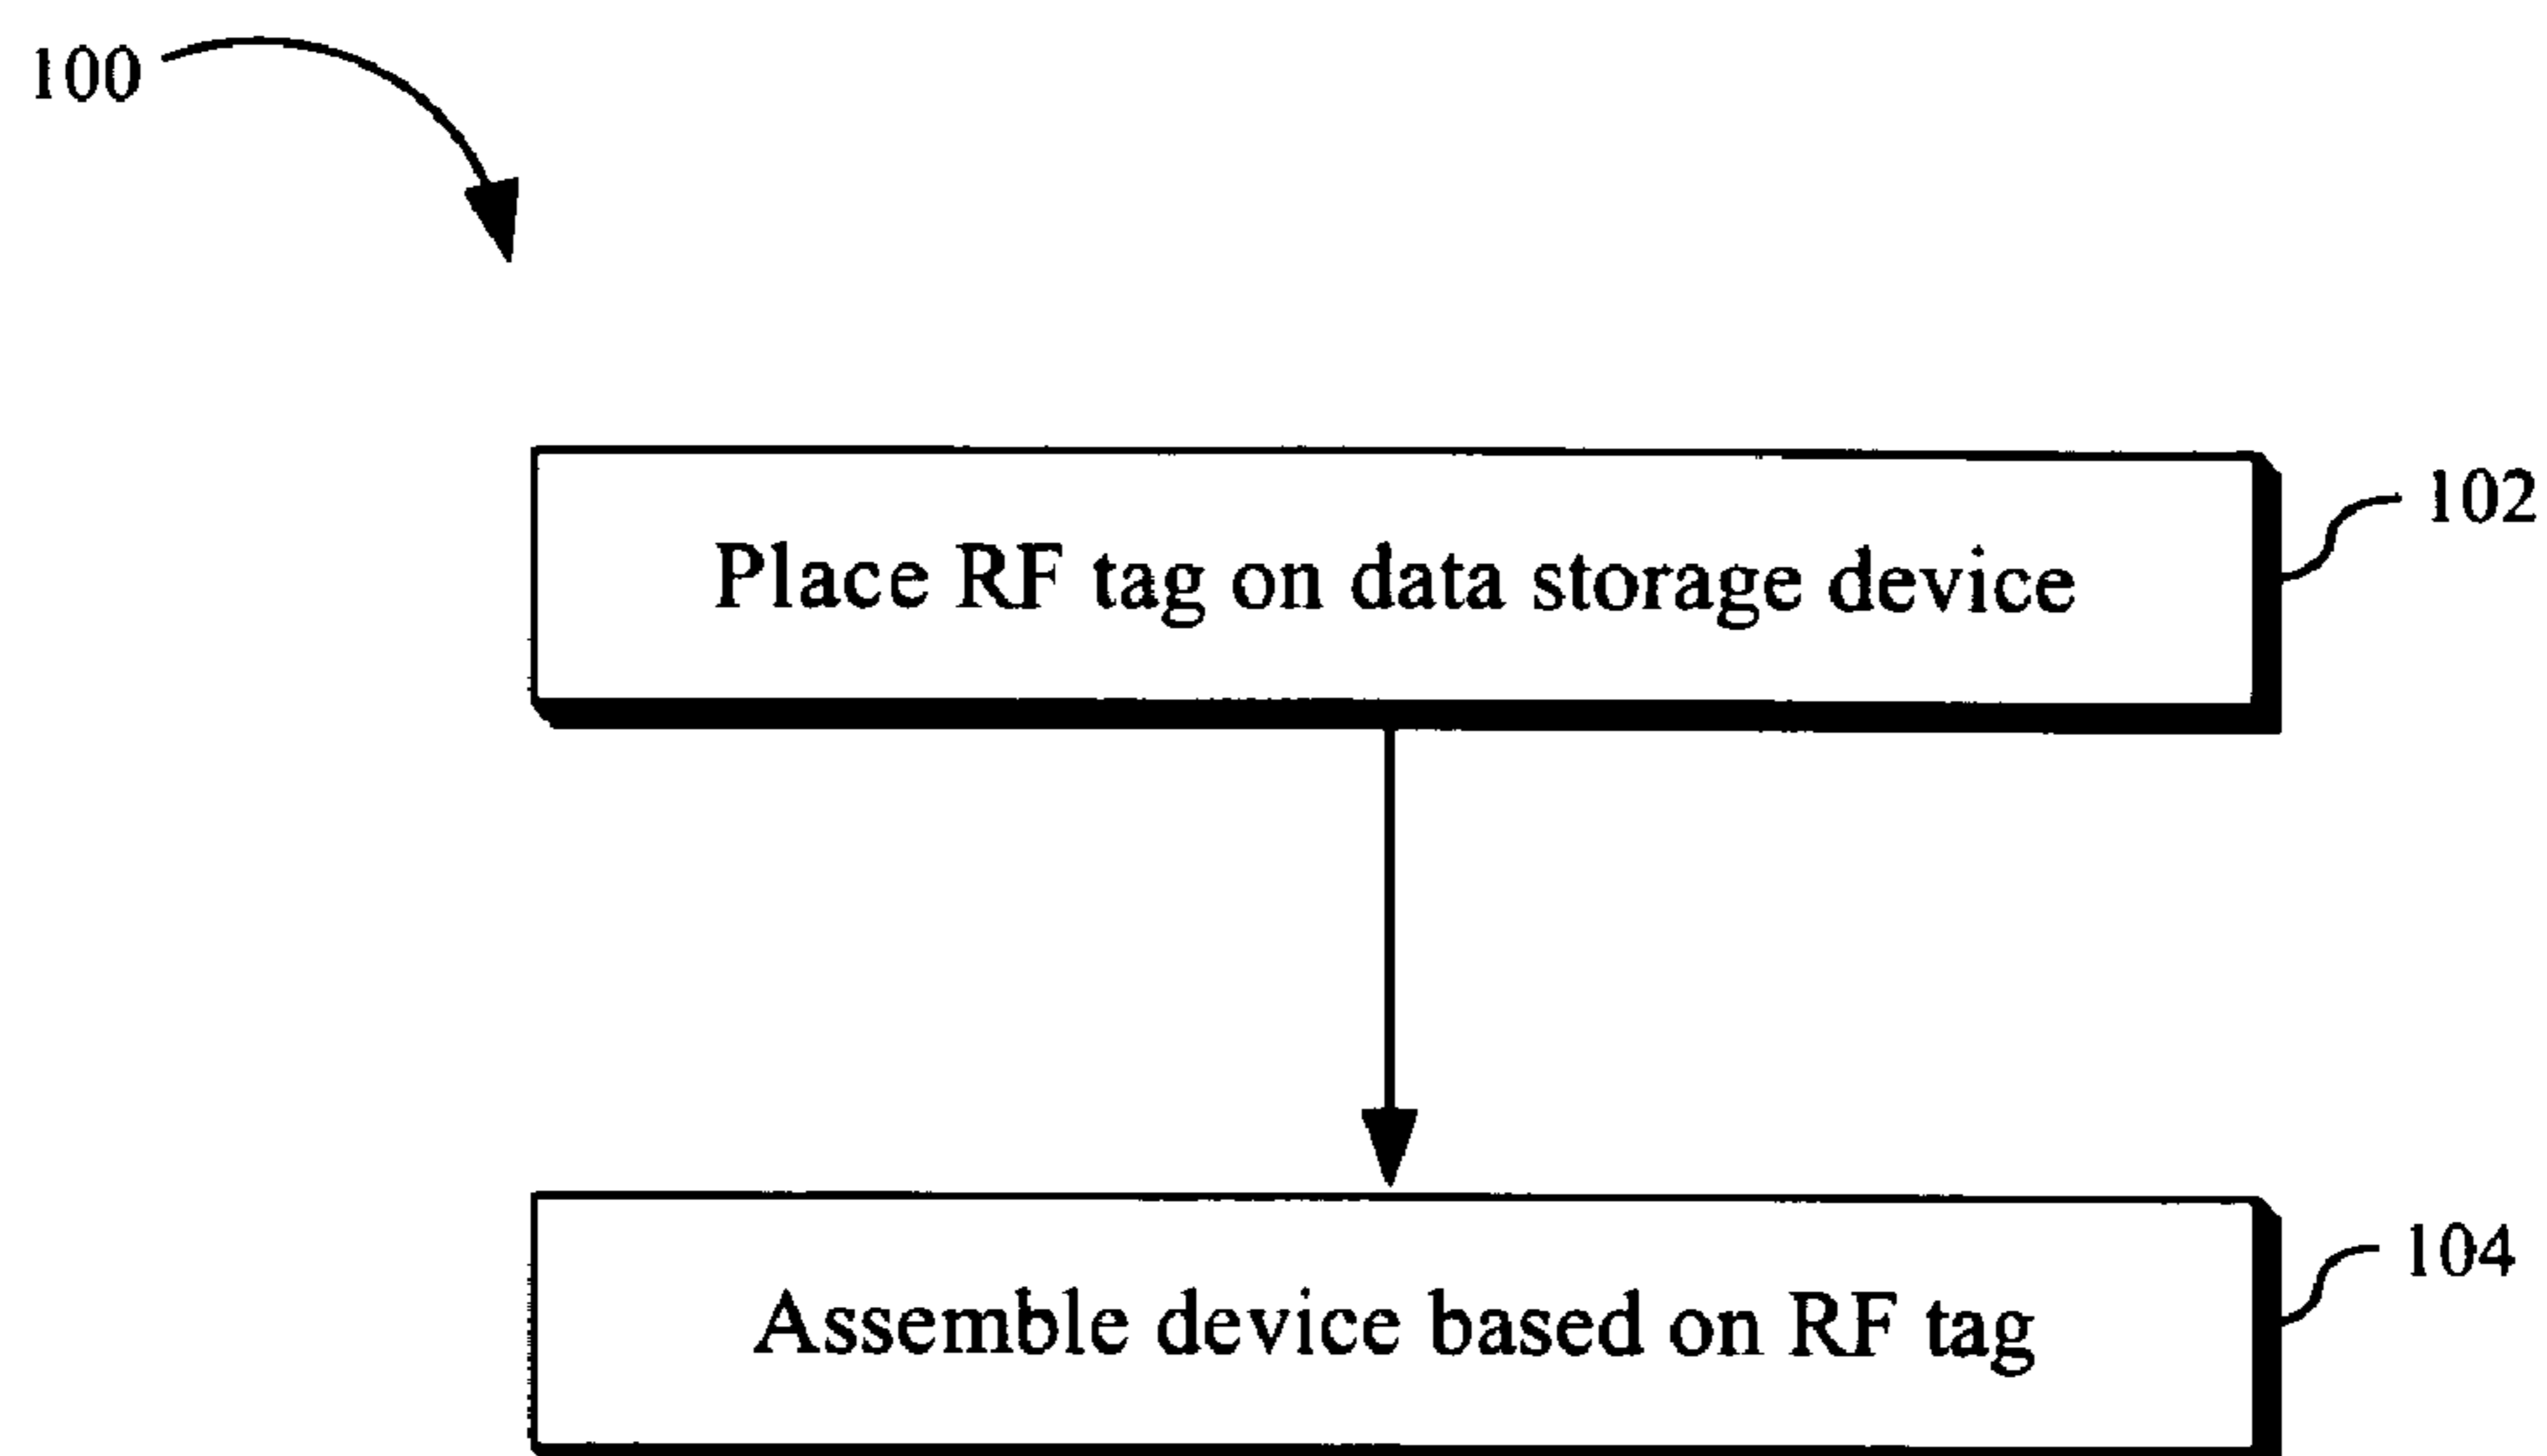 100
Place RF tag on data storage device
102
Assemble device based on RF tag
104